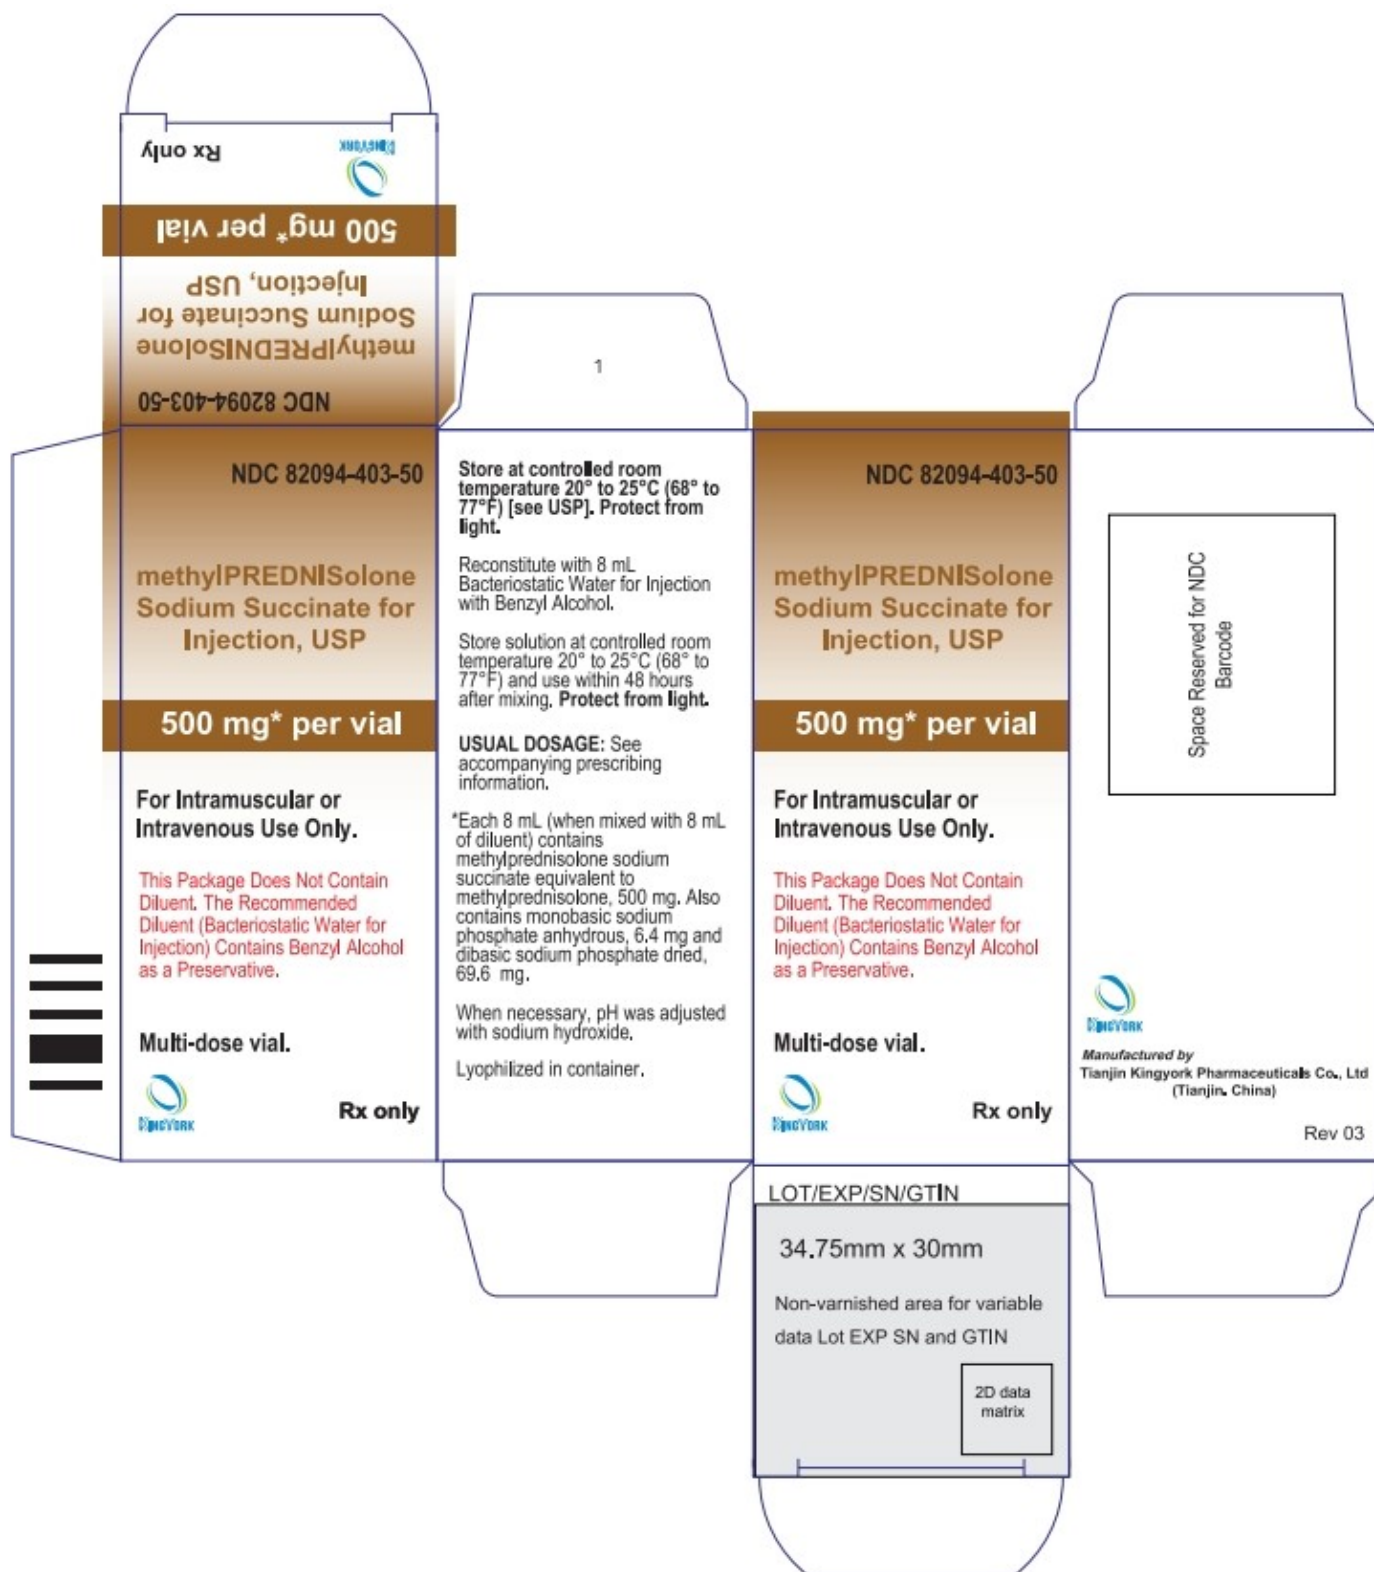 Rx only
KINGYORK
500 mg* per vial
methylPREDNISolone
Sodium Succinate for
Injection, USP
NDC 82094-403-50
NDC 82094-403-50
methylPREDNISolone
Sodium Succinate for
Injection, USP
500 mg* per vial
For Intramuscular or
Intravenous Use Only.
This Package Does Not Contain
Diluent. The Recommended
Diluent (Bacteriostatic Water for
Injection) Contains Benzyl Alcohol
as a Preservative.
Multi-dose vial.
KINGYORK
Rx only
1
Store at controlled room
temperature 20° to 25°C (68° to
77°F) [see USP]. Protect from
light.
Reconstitute with 8 mL
Bacteriostatic Water for Injection
with Benzyl Alcohol.
Store solution at controlled room
temperature 20° to 25°C (68° to
77°F) and use within 48 hours
after mixing. Protect from light.
USUAL DOSAGE: See
accompanying prescribing
information.
*Each 8 mL (when mixed with 8 mL
of diluent) contains
methylprednisolone sodium
succinate equivalent to
methylprednisolone, 500 mg. Also
contains monobasic sodium
phosphate anhydrous, 6.4 mg and
dibasic sodium phosphate dried,
69.6 mg.
When necessary, pH was adjusted
with sodium hydroxide.
Lyophilized in container.
NDC 82094-403-50
methylPREDNISolone
Sodium Succinate for
Injection, USP
500 mg* per vial
For Intramuscular or
Intravenous Use Only.
This Package Does Not Contain
Diluent. The Recommended
Diluent (Bacteriostatic Water for
Injection) Contains Benzyl Alcohol
as a Preservative.
Multi-dose vial.
KINGYORK
Rx only
Space Reserved for NDC
Barcode
KINGYORK
Manufactured by
Tianjin Kingyork Pharmaceuticals Co., Ltd
(Tianjin. China)
Rev 03
LOT/EXP/SN/GTIN
34.75mm x 30mm
Non-varnished area for variable
data Lot EXP SN and GTIN
2D data
matrix